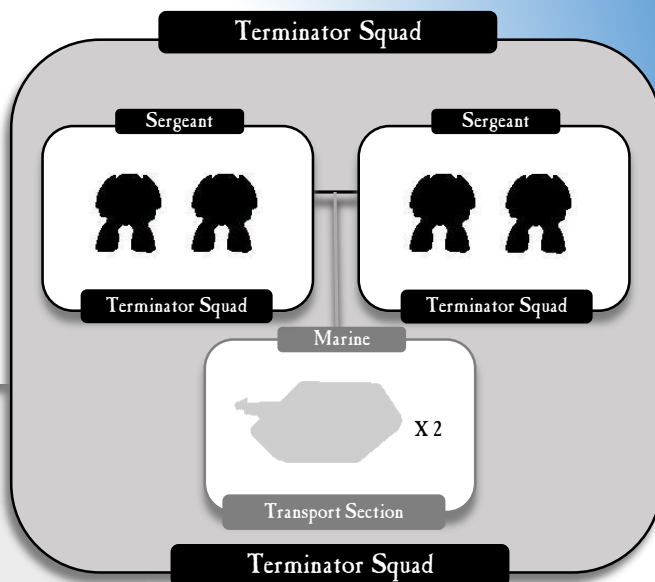 Terminator Squad
Sergeant
Sergeant
Terminator Squad
Terminator Squad
Marine
X 2
Transport Section
Terminator Squad